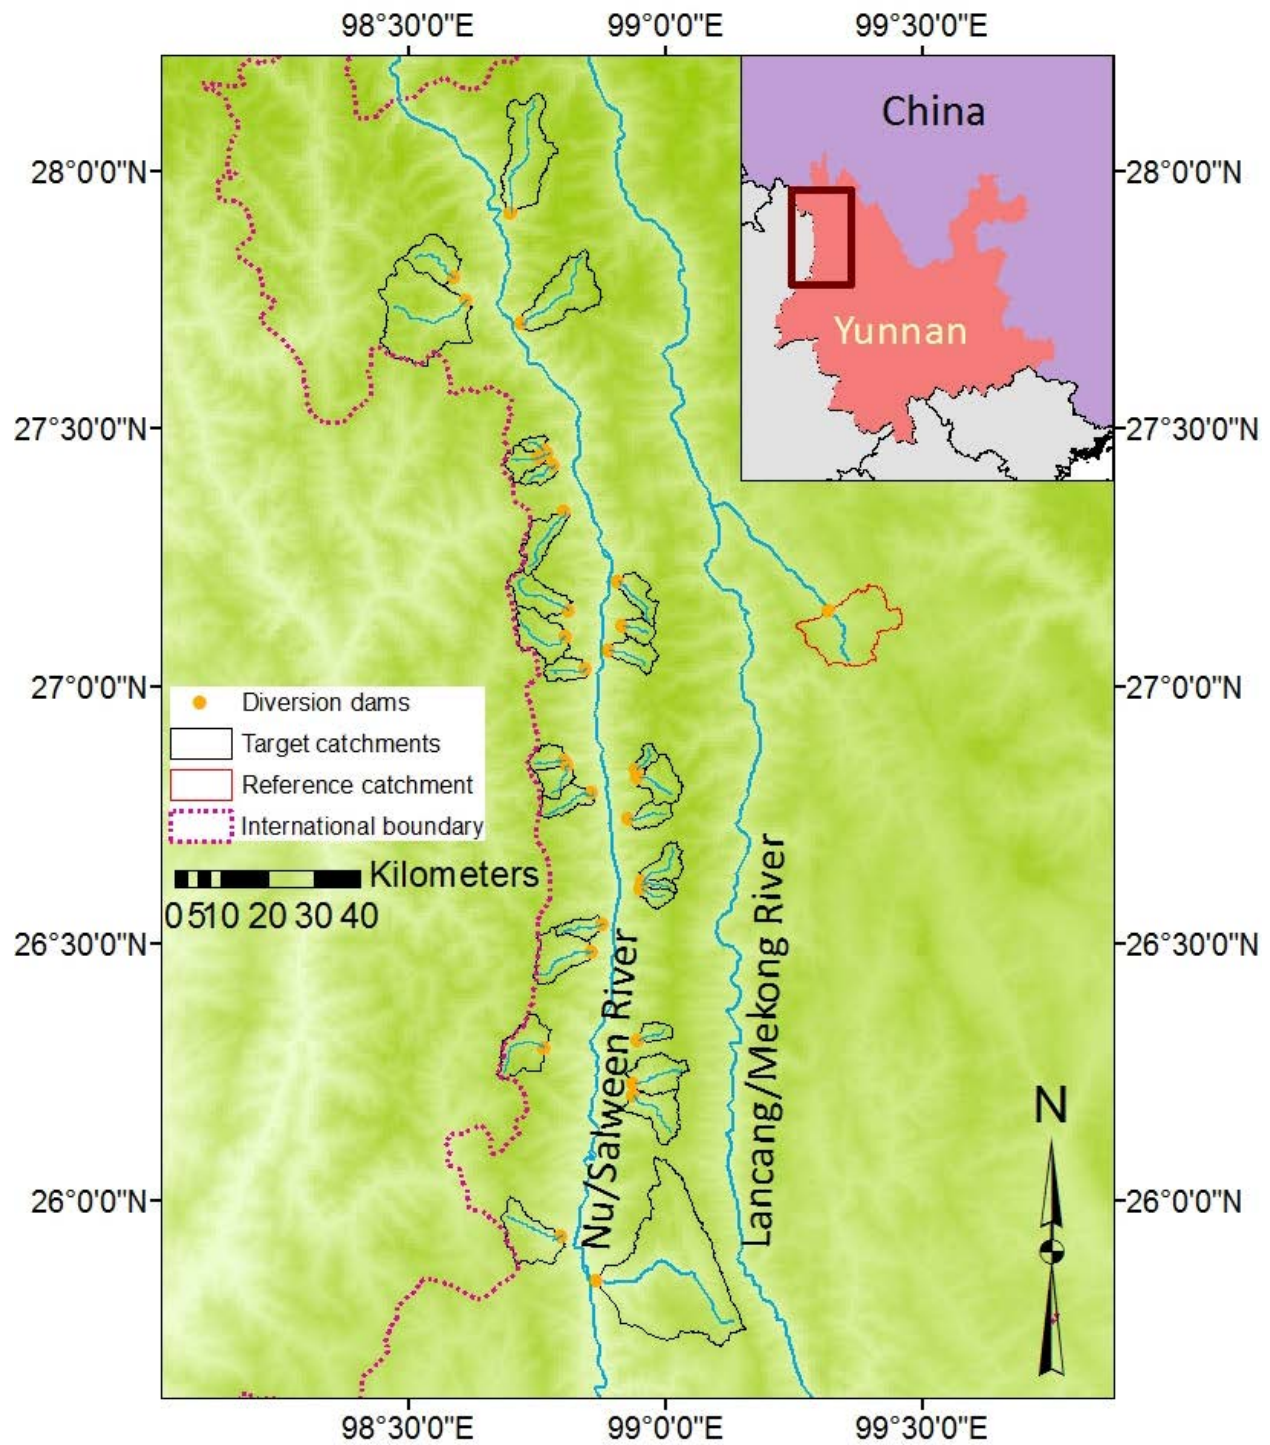 98°30'0"E 99°0'0"E 99°30'0"E
28°0'0"N
28°0'0"N
China
Yunnan
27°30'0"N
27°30'0"N
27°0'0"N
27°0'0"N
Diversion dams
Target catchments
Reference catchment
International boundary
Kilometers
0 5 10 20 30 40
26°30'0"N
26°30'0"N
Nu/Salween River
Lancang/Mekong River
N
26°0'0"N
26°0'0"N
98°30'0"E 99°0'0"E 99°30'0"E